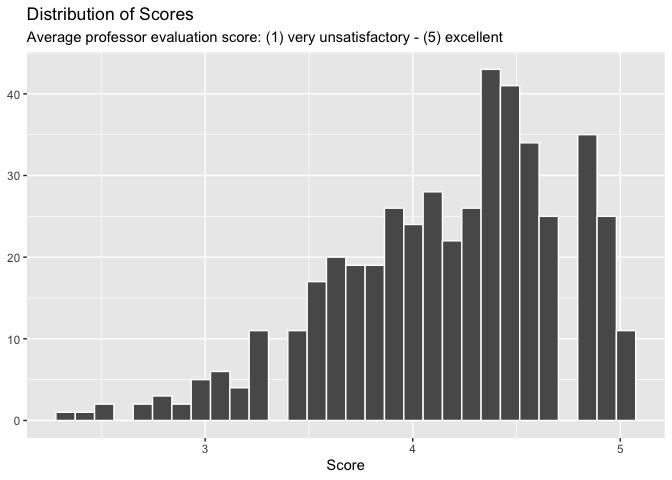 Distribution of Scores
Average professor evaluation score: (1) very unsatisfactory - (5) excellent
40
30
20
10
0
3
4
5
Score